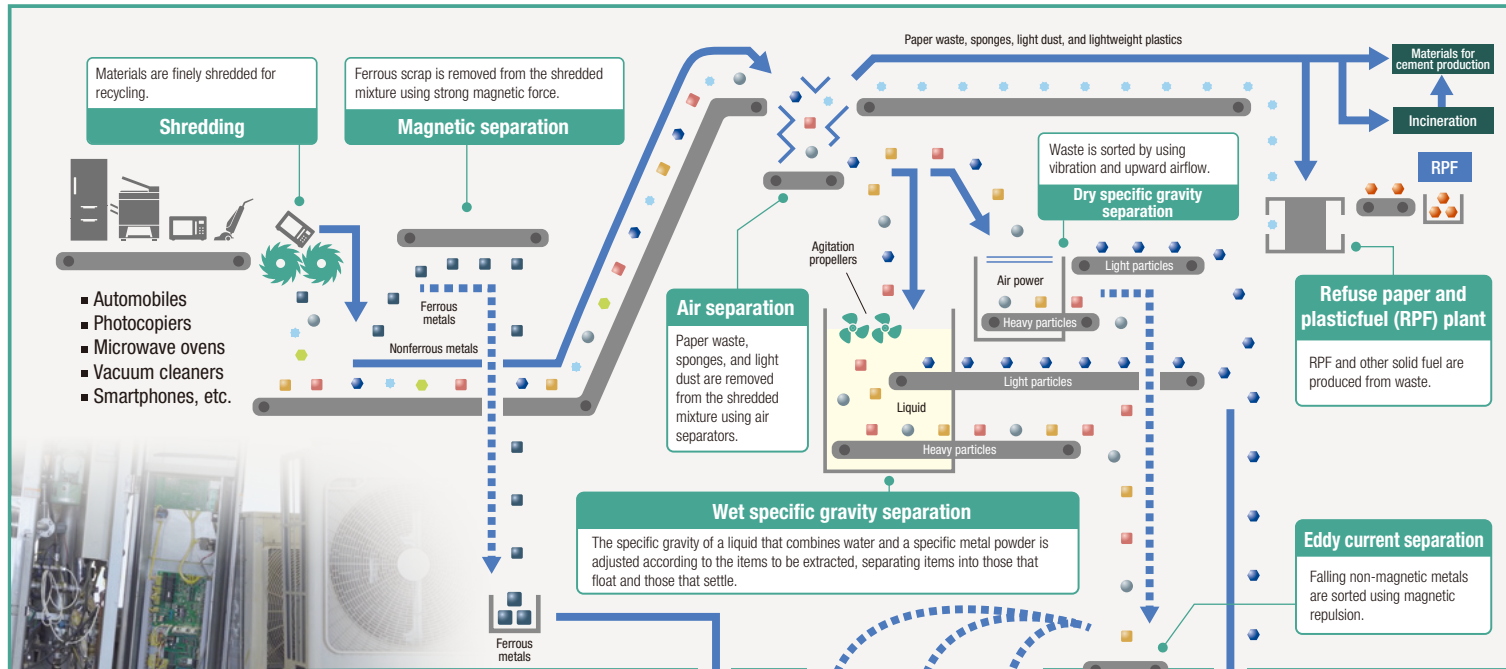 Materials are finely shredded for
recycling.
Shredding
Ferrous scrap is removed from the shredded
mixture using strong magnetic force.
Magnetic separation
Paper waste, sponges, light dust, and lightweight plastics
Materials for
cement production
Incineration
RPF
Waste is sorted by using
vibration and upward airflow.
Dry specific gravity
separation
Agitation
propellers
Air power
Light particles
Heavy particles
Refuse paper and
plasticfuel (RPF) plant
RPF and other solid fuel are
produced from waste.
Air separation
Paper waste,
sponges, and light
dust are removed
from the shredded
mixture using air
separators.
▪ Automobiles
▪ Photocopiers
▪ Microwave ovens
▪ Vacuum cleaners
▪ Smartphones, etc.
Ferrous
metals
Nonferrous metals
Light particles
Liquid
Heavy particles
Wet specific gravity separation
The specific gravity of a liquid that combines water and a specific metal powder is
adjusted according to the items to be extracted, separating items into those that
float and those that settle.
Eddy current separation
Falling non-magnetic metals
are sorted using magnetic
repulsion.
Ferrous
metals